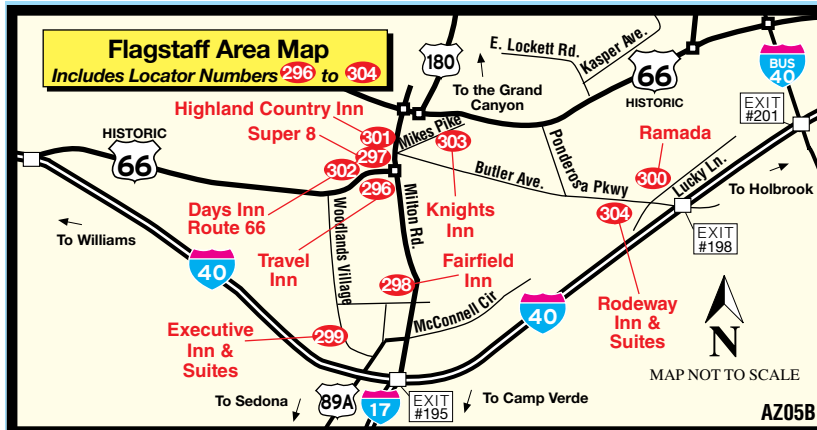 Flagstaff Area Map
Includes Locator Numbers 296 to 304
180
To the Grand
Canyon
E. Lockett Rd.
Kasper Ave.
66
HISTORIC
BUS
40
EXIT
#201
Highland Country Inn
301
Mikes Pike
Super 8
297
303
HISTORIC
66
302
296
Butler Ave.
Ponderosa Pkwy
Ramada
300
Lucky Ln.
To Holbrook
Days Inn
Route 66
Knights
Inn
304
EXIT
#198
To Williams
40
Travel
Inn
Woodlands Village
Milton Rd.
298
Fairfield
Inn
McConnell Cir
40
Rodeway
Inn &
Suites
Executive
Inn &
Suites
299
N
MAP NOT TO SCALE
To Sedona
89A
17
EXIT
#195
To Camp Verde
AZ05B